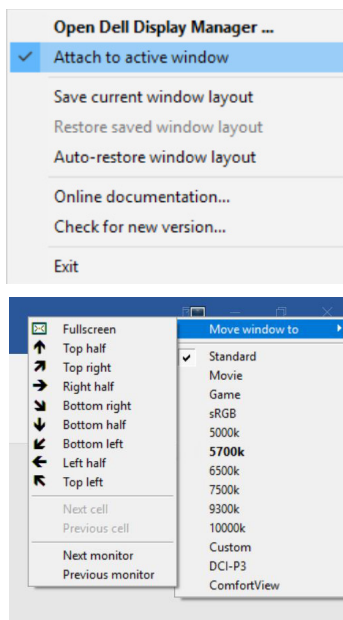 Open Dell Display Manager ...
Attach to active window
Save current window layout
Restore saved window layout
Auto-restore window layout
Online documentation...
Check for new version...
Exit
Move window to
Fullscreen
Top half
Top right
Right half
Bottom right
Bottom half
Bottom left
Left half
Top left
Next cell
Previous cell
Next monitor
Previous monitor
Standard
Movie
Game
sRGB
5000k
5700k
6500k
7500k
9300k
10000k
Custom
DCI-P3
ComfortView